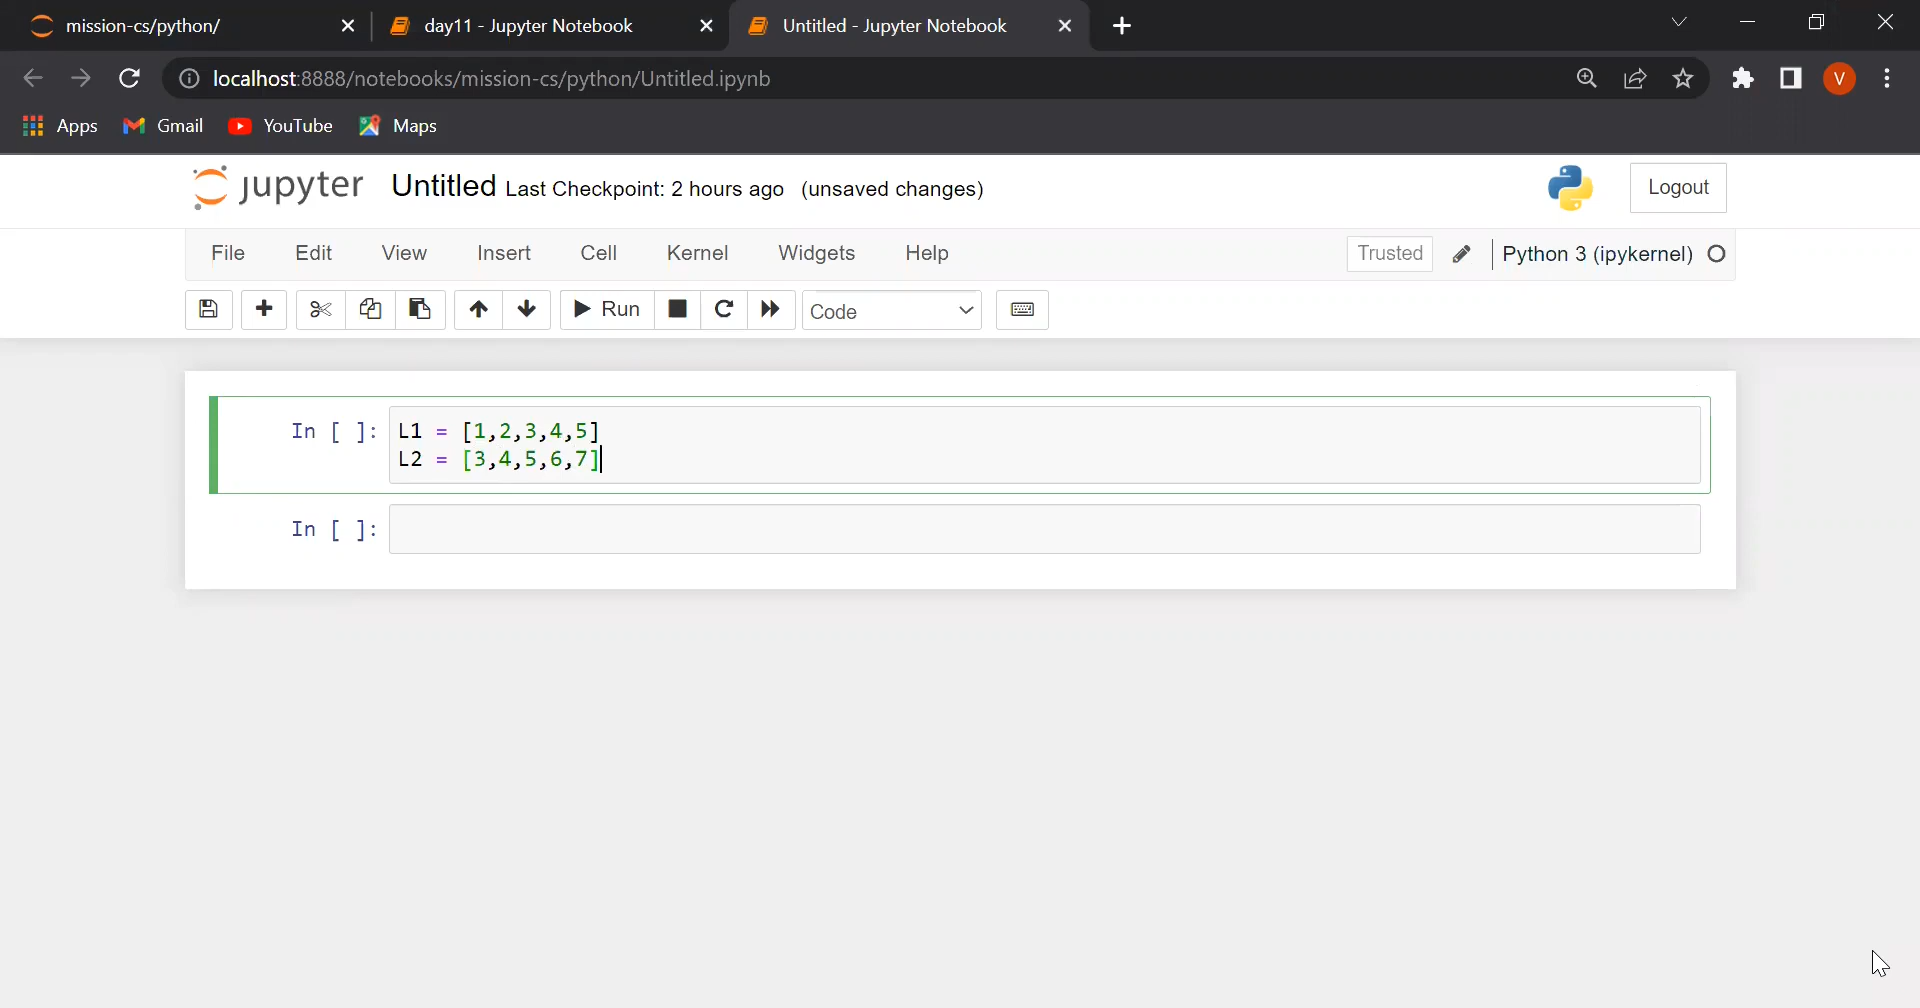 mission-cs/python/
day11 - Jupyter Notebook
Untitled - Jupyter Notebook
localhost:8888/notebooks/mission-cs/python/Untitled.ipynb
V
Apps
Gmail
YouTube
Maps
jupyter
Untitled Last Checkpoint: 2 hours ago (unsaved changes)
Logout
File Edit View Insert Cell Kernel Widgets Help
Trusted
Python 3 (ipykernel)
Run
Code
In [ ]:
L1 = [1,2,3,4,5]
L2 = [3,4,5,6,7]
In [ ]: